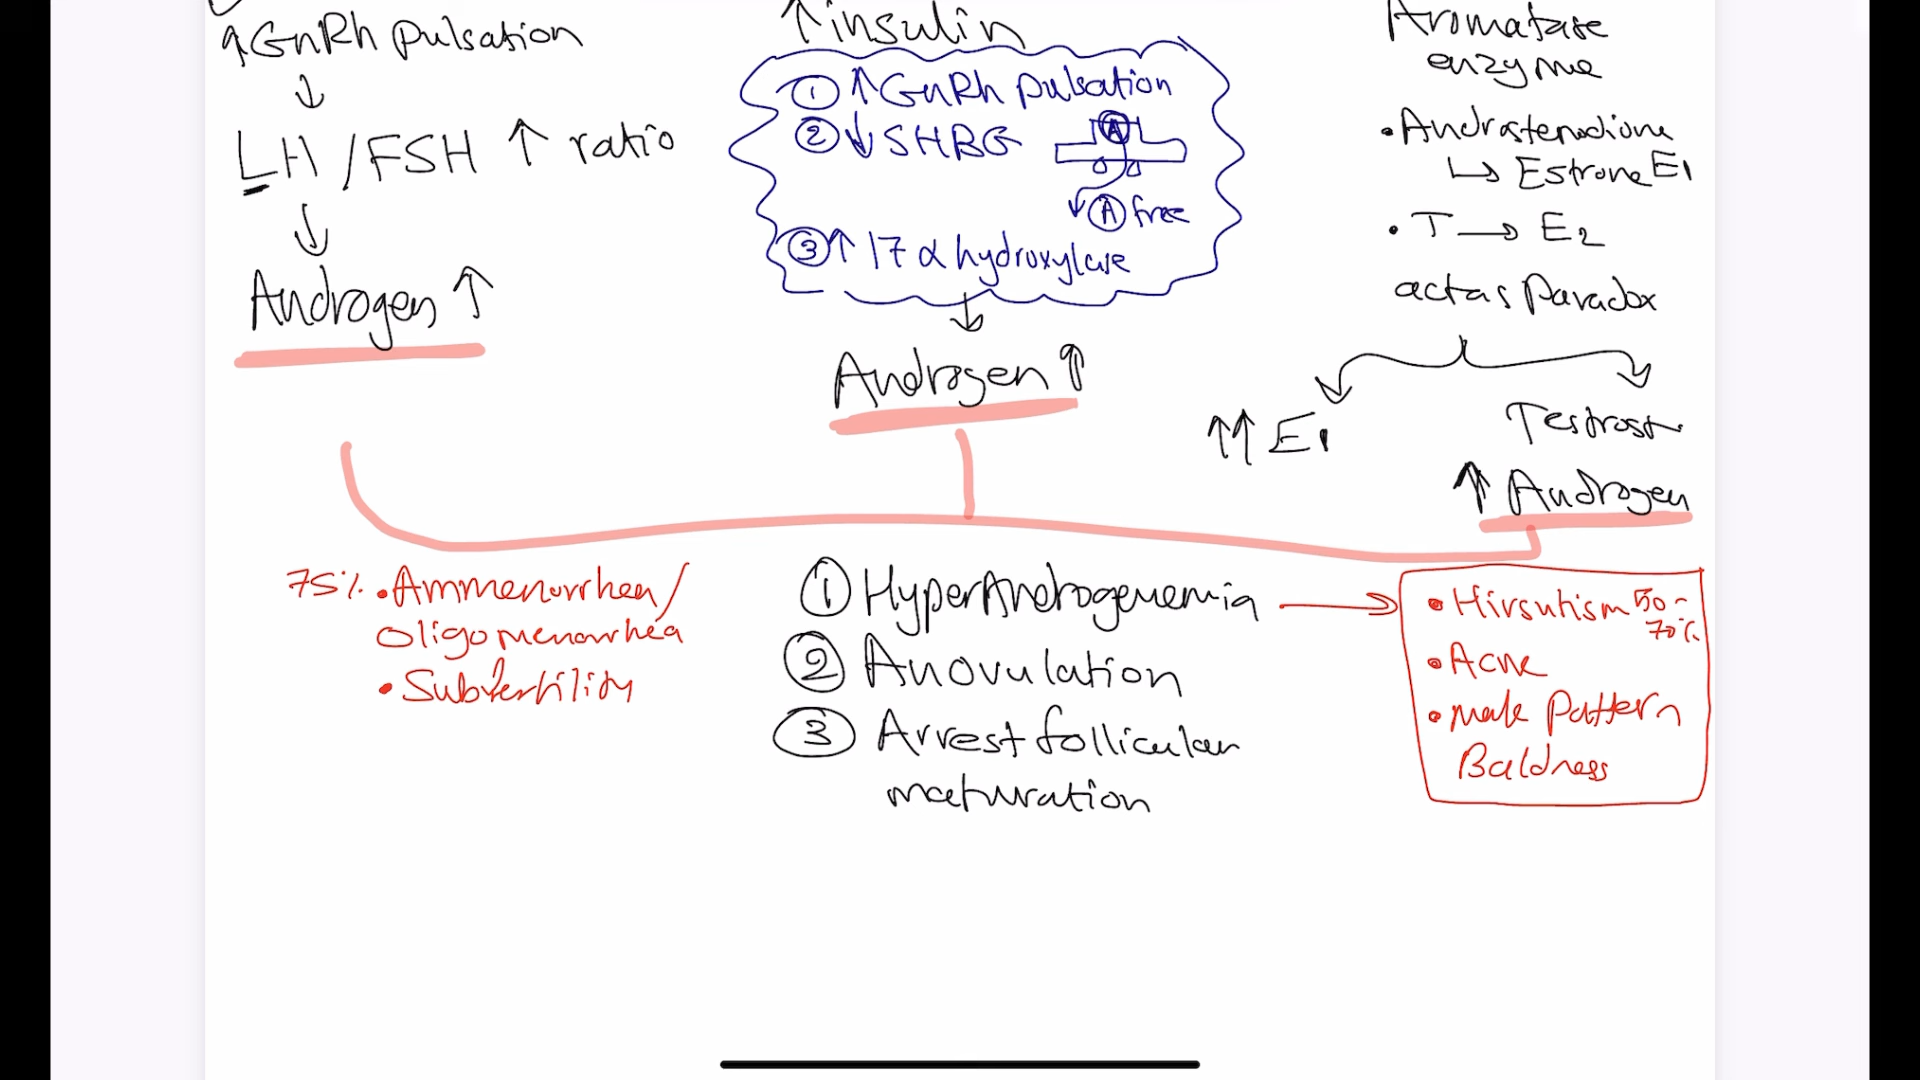 ↑GnRh pulsation
↓
LH/FSH ↑ ratio
↓
Androgen ↑
↑insulin
① ↑GnRh pulsation
② ↓SHBG
A
A free
③ ↑ 17 α hydroxylase
↓
Androgen ↑
Aromatase
enzyme
• Androstenodione
↳ Estrone E1
• T → E2
act as Paradox
↑↑ E1
Testrost
↑ Androgen
75% • Ammenorrhea/
Oligomenorrhea
• Subfertility
① HyperAndrogenemia →
② Anovulation
③ Arrest follicular
maturation
• Hirsutism 50-
70%
• Acne
• Male Pattern
Baldness